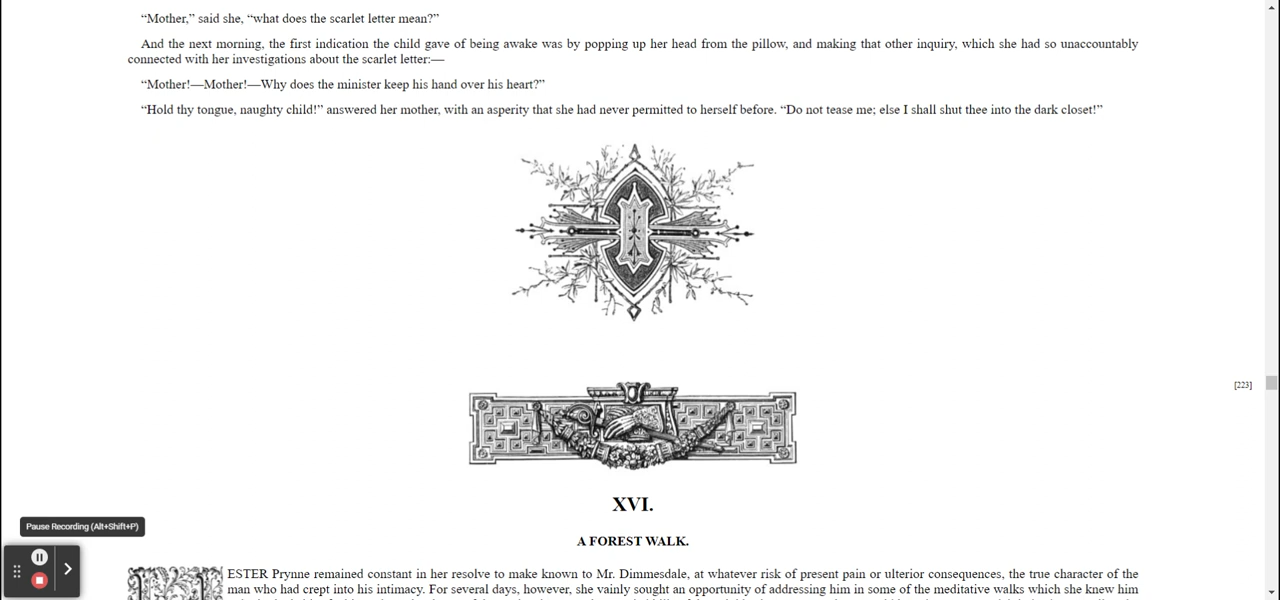 “Mother,” said she, “what does the scarlet letter mean?”
And the next morning, the first indication the child gave of being awake was by popping up her head from the pillow, and making that other inquiry, which she had so unaccountably
connected with her investigations about the scarlet letter:—
“Mother!—Mother!—Why does the minister keep his hand over his heart?”
“Hold thy tongue, naughty child!” answered her mother, with an asperity that she had never permitted to herself before. “Do not tease me; else I shall shut thee into the dark closet!”
[223]
XVI.
Pause Recording (Alt+Shift+P)
A FOREST WALK.
ESTER Prynne remained constant in her resolve to make known to Mr. Dimmesdale, at whatever risk of present pain or ulterior consequences, the true character of the
man who had crept into his intimacy. For several days, however, she vainly sought an opportunity of addressing him in some of the meditative walks which she knew him